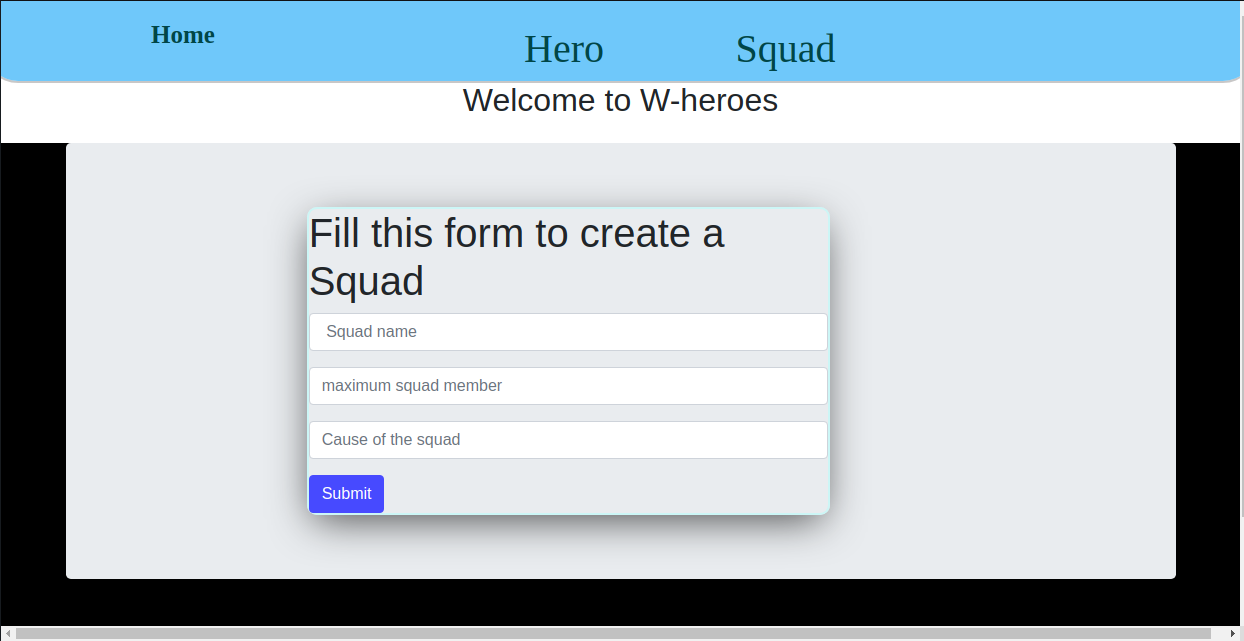 Home Hero Squad
Welcome to W-heroes
Fill this form to create a
Squad
Squad name
maximum squad member
Cause of the squad
Submit